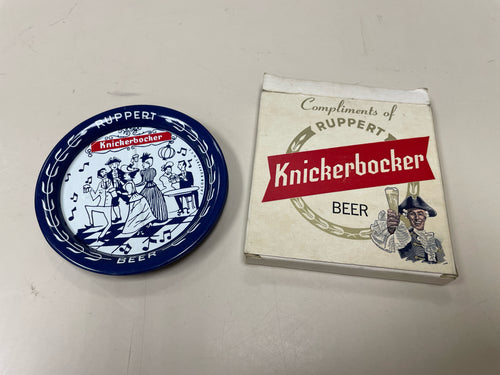 RUPPERT
Knickerbocker
BEER
Compliments of
RUPPERT
Knickerbocker
BEER